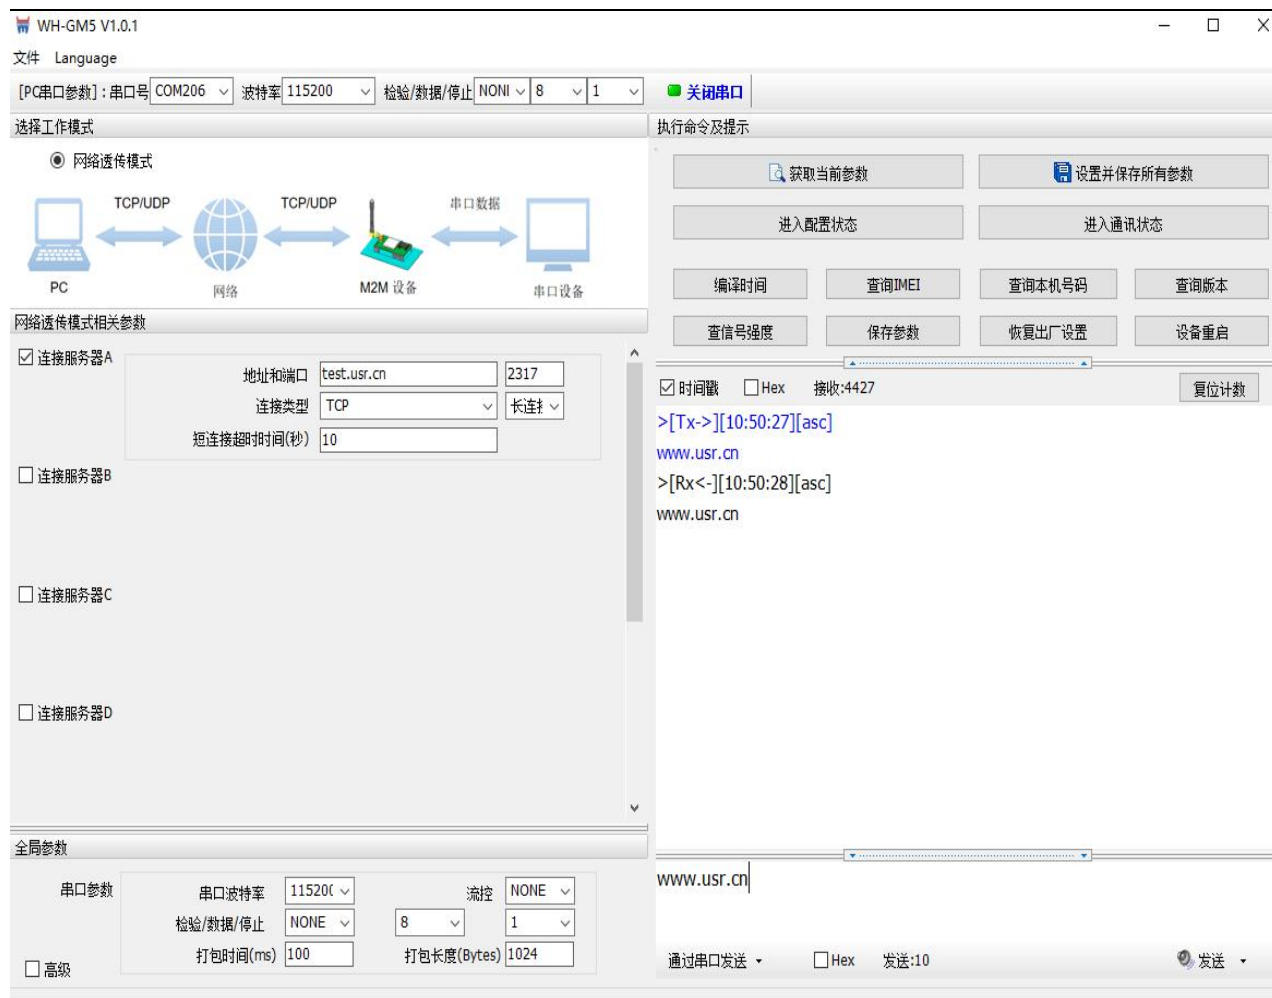 WH-GM5 V1.0.1
文件 Language
[PC串口参数]：串口号 COM206 波特率 115200 检验/数据/停止 NONI 8 1 关闭串口
选择工作模式
网络透传模式
TCP/UDP TCP/UDP 串口数据
PC 网络 M2M 设备 串口设备
网络透传模式相关参数
连接服务器A
地址和端口 test.usr.cn 2317
连接类型 TCP 长连接
短连接超时时间(秒) 10
连接服务器B
连接服务器C
连接服务器D
全局参数
串口参数 串口波特率 115200 流控 NONE
检验/数据/停止 NONE 8 1
打包时间(ms) 100 打包长度(Bytes) 1024
高级
执行命令及提示
获取当前参数 设置并保存所有参数
进入配置状态 进入通讯状态
编译时间 查询IMEI 查询本机号码 查询版本
查信号强度 保存参数 恢复出厂设置 设备重启
时间戳 Hex 接收:4427 复位计数
>[Tx->][10:50:27][asc]
www.usr.cn
>[Rx<-][10:50:28][asc]
www.usr.cn
www.usr.cn
通过串口发送 Hex 发送:10 发送